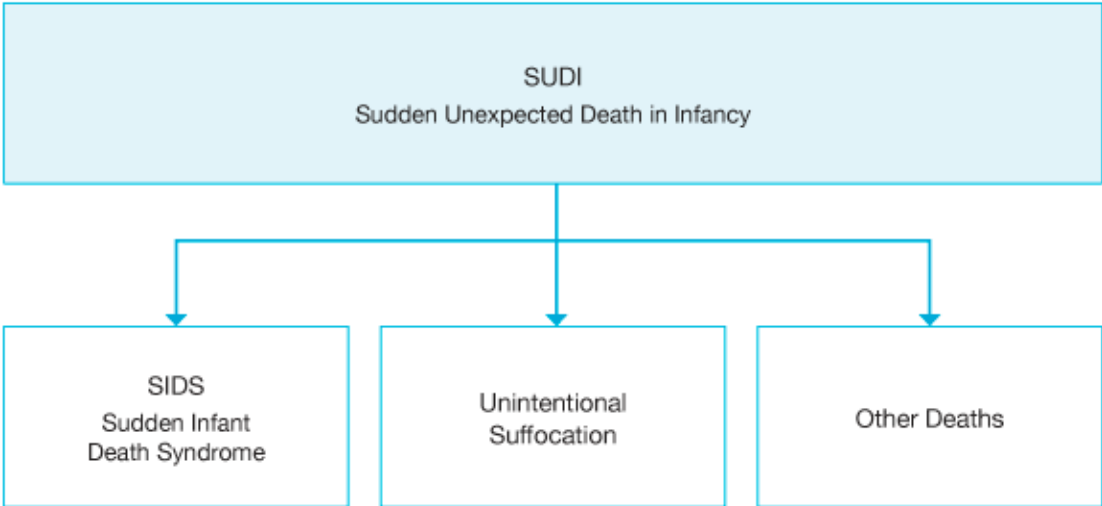 SUDI
Sudden Unexpected Death in Infancy
SIDS
Sudden Infant
Death Syndrome
Unintentional
Suffocation
Other Deaths